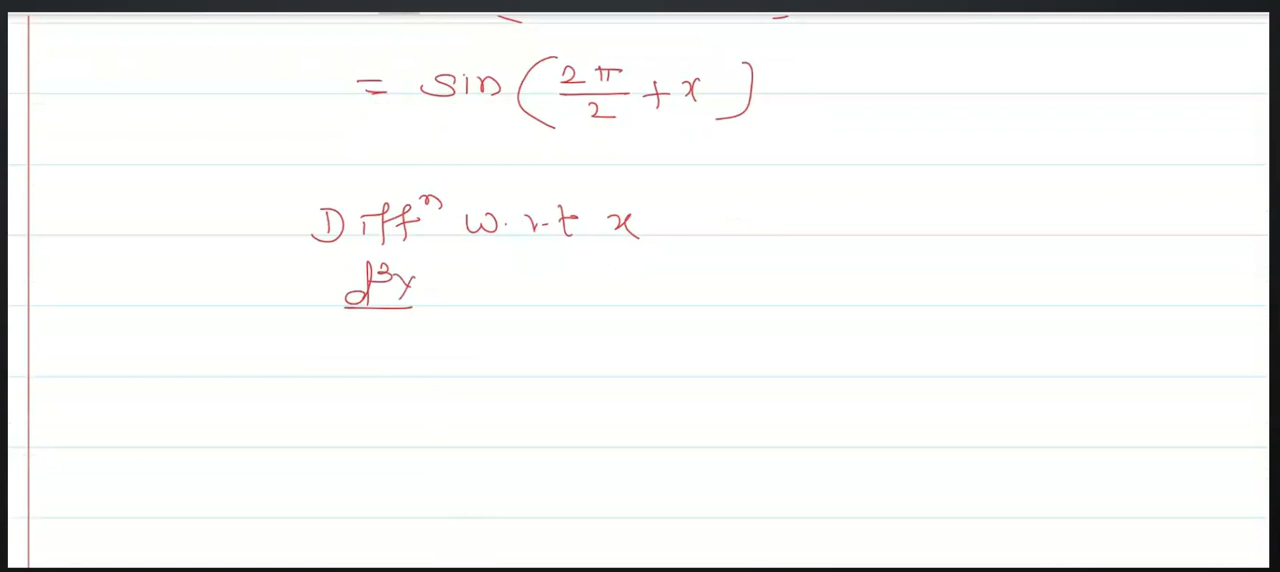 = sin ( 2π/2 + x )
Diffⁿ w.r.t x
d³y